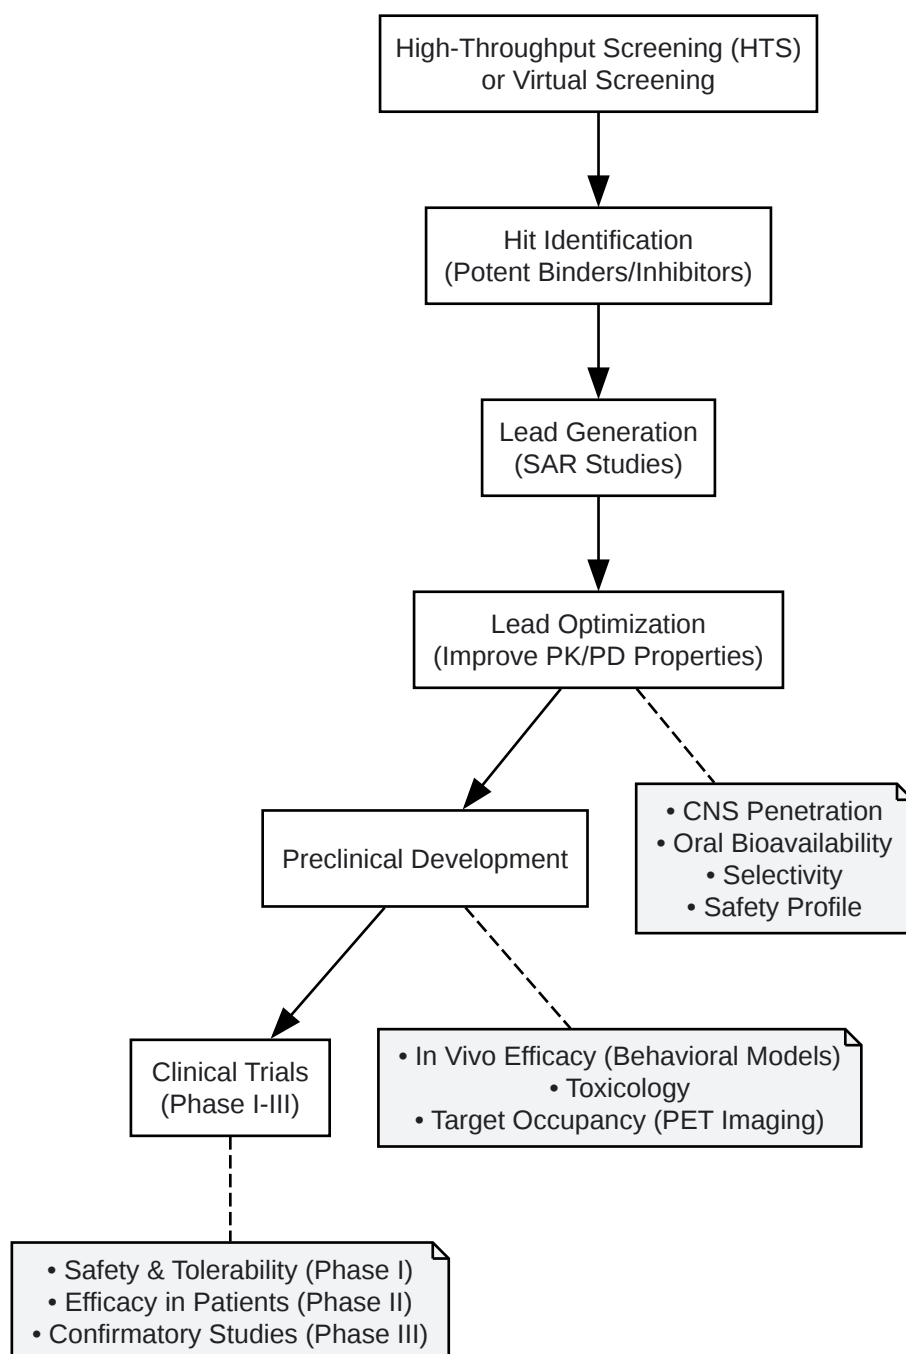 High-Throughput Screening (HTS)
or Virtual Screening
Hit Identification
(Potent Binders/Inhibitors)
Lead Generation
(SAR Studies)
Lead Optimization
(Improve PK/PD Properties)
• CNS Penetration
• Oral Bioavailability
• Selectivity
• Safety Profile
Preclinical Development
• In Vivo Efficacy (Behavioral Models)
• Toxicology
• Target Occupancy (PET Imaging)
Clinical Trials
(Phase I-III)
• Safety & Tolerability (Phase I)
• Efficacy in Patients (Phase II)
• Confirmatory Studies (Phase III)